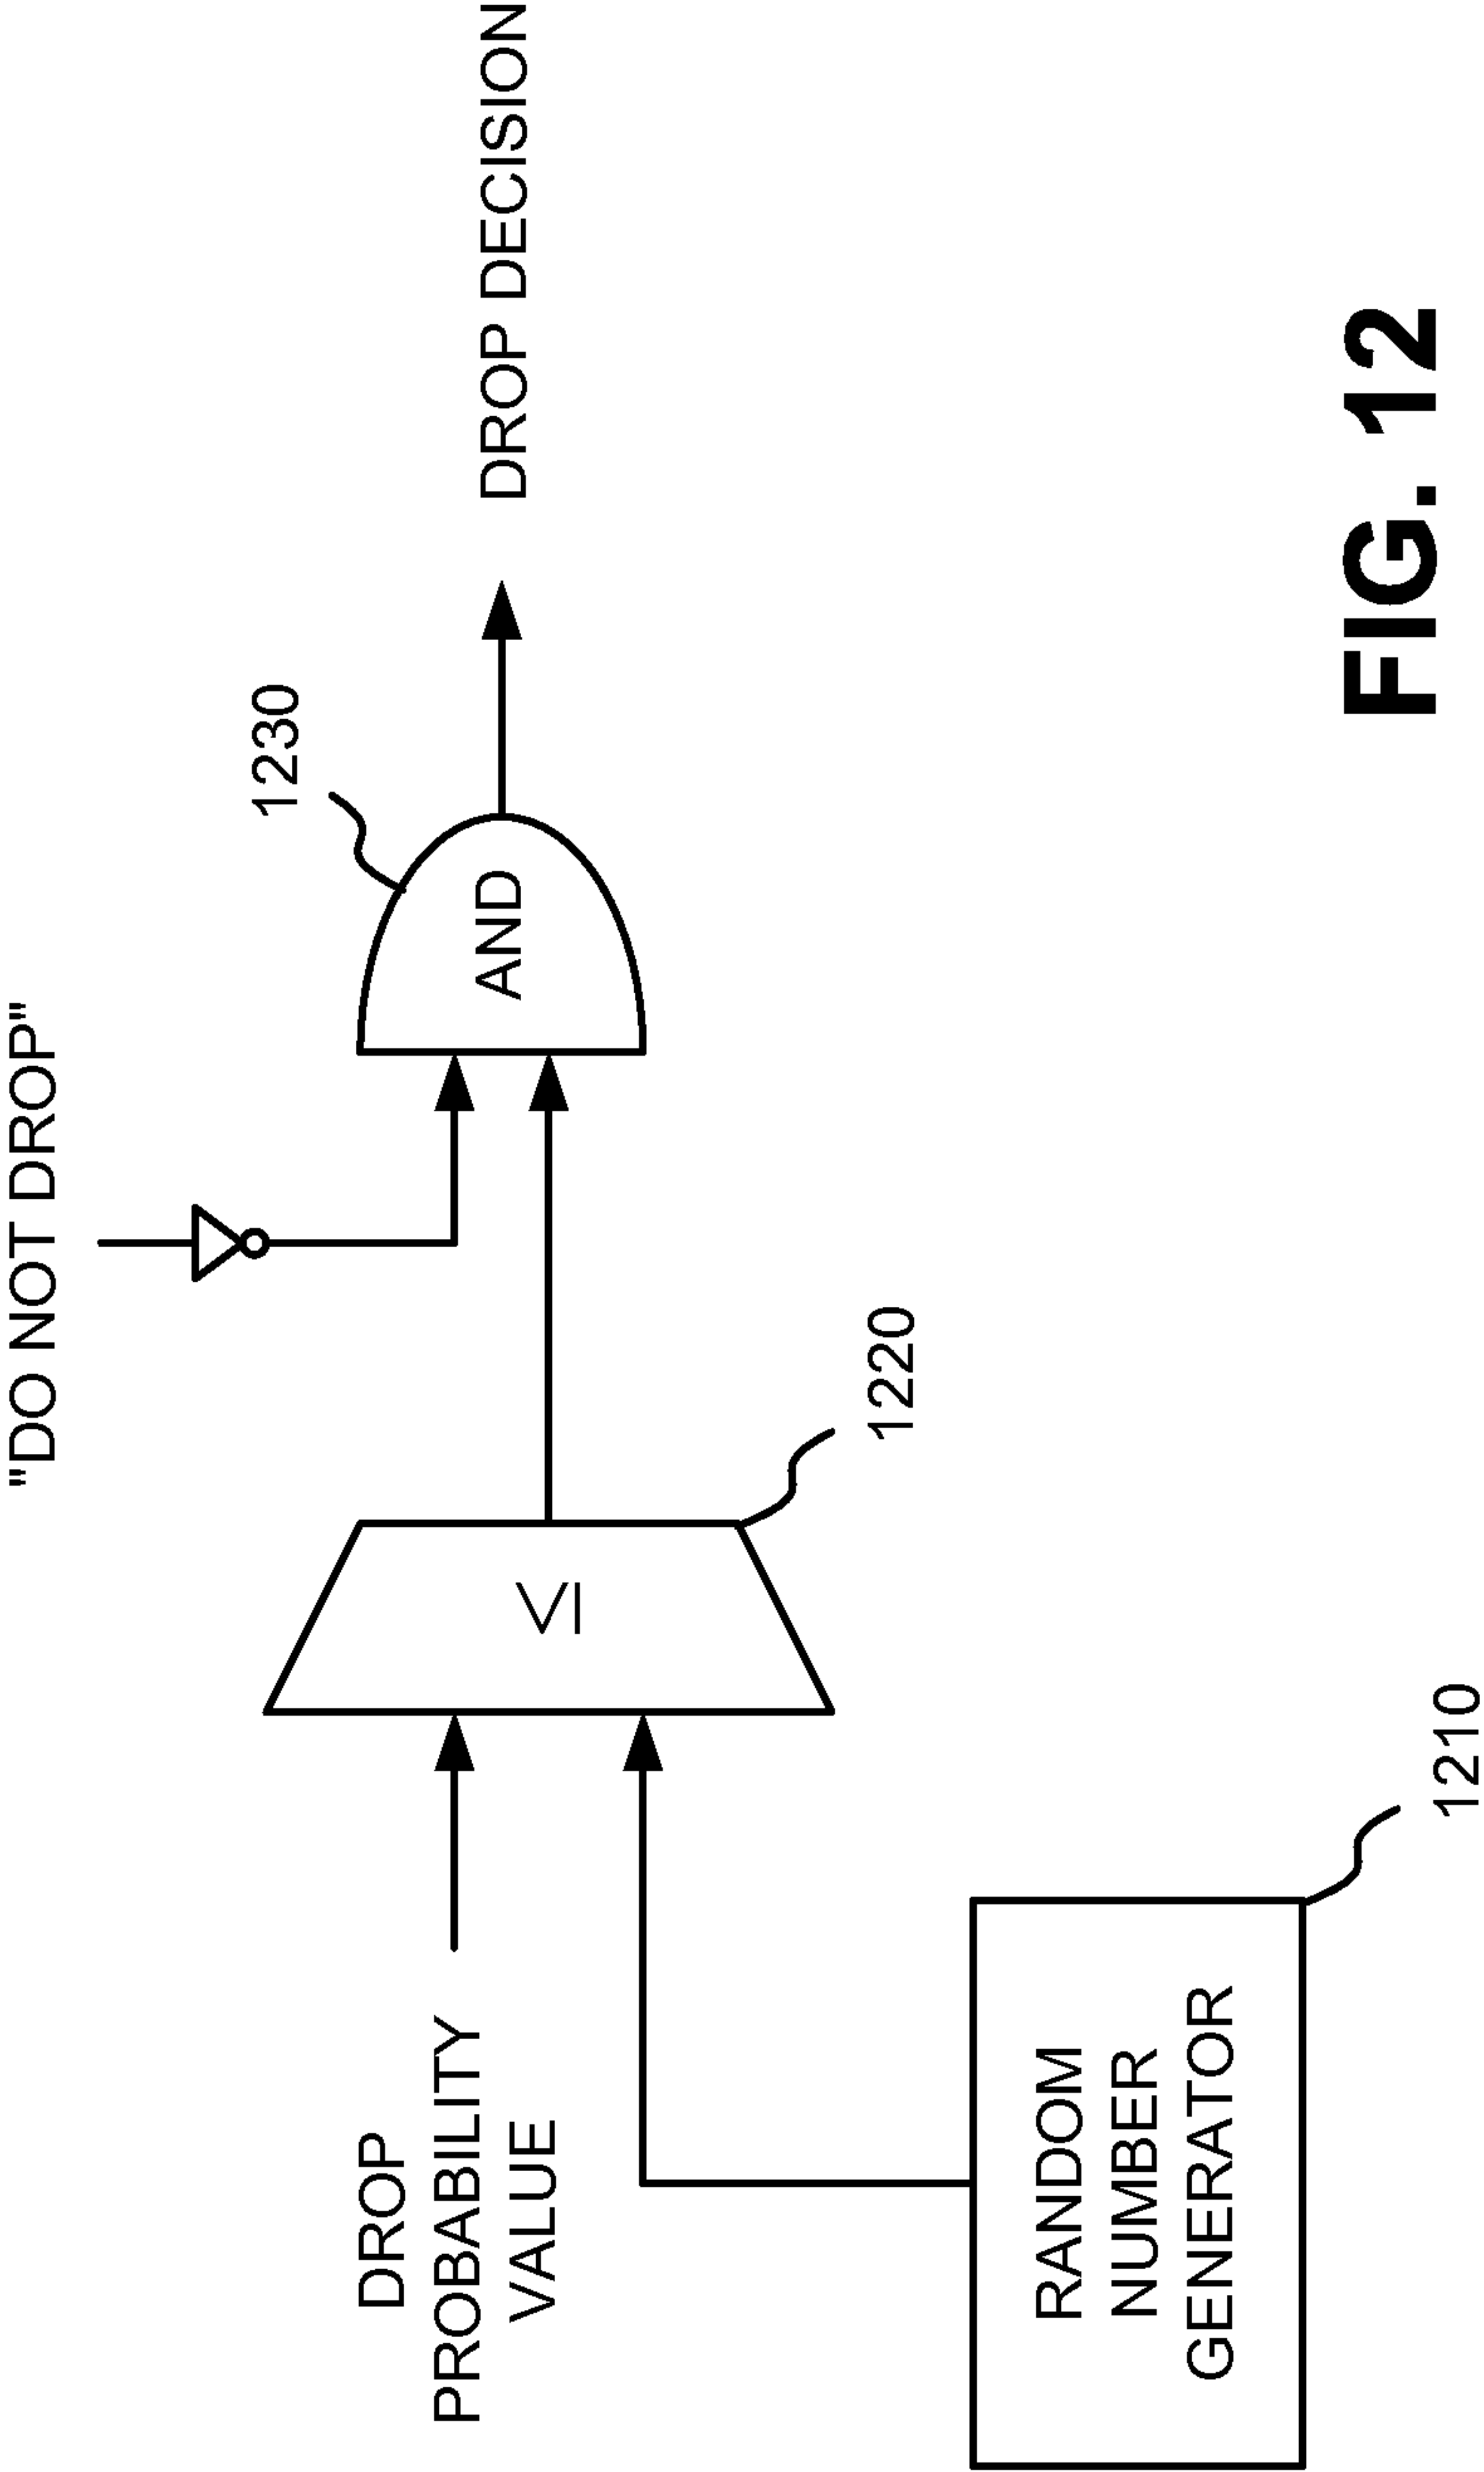 "DO NOT DROP"
1230
DROP
PROBABILITY
VALUE
≤
AND
DROP DECISION
1220
RANDOM
NUMBER
GENERATOR
1210
FIG. 12